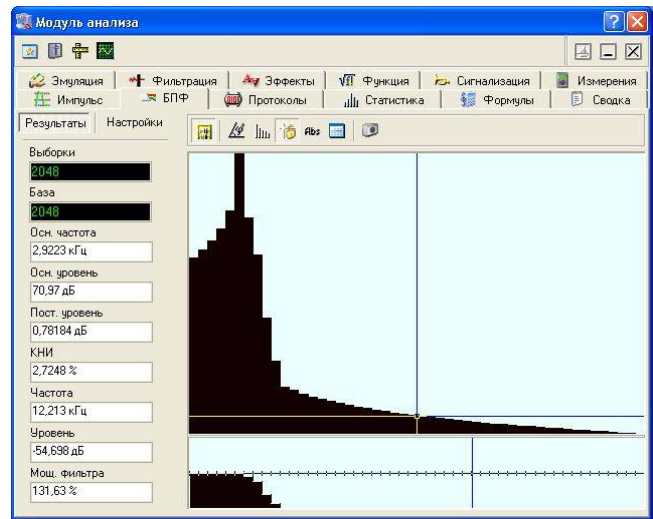 Модуль анализа
Эмуляция Фильтрация Эффекты Функция Сигнализация Измерения
Импульс БПФ Протоколы Статистика Формулы Сводка
Результаты Настройки
Abs
Выборки
2048
База
2048
Осн. частота
2,9223 кГц
Осн. уровень
70,97 дБ
Пост. уровень
0,78184 дБ
КНИ
2,7248 %
Частота
12,213 кГц
Уровень
-54,698 дБ
Мощ. фильтра
131,63 %